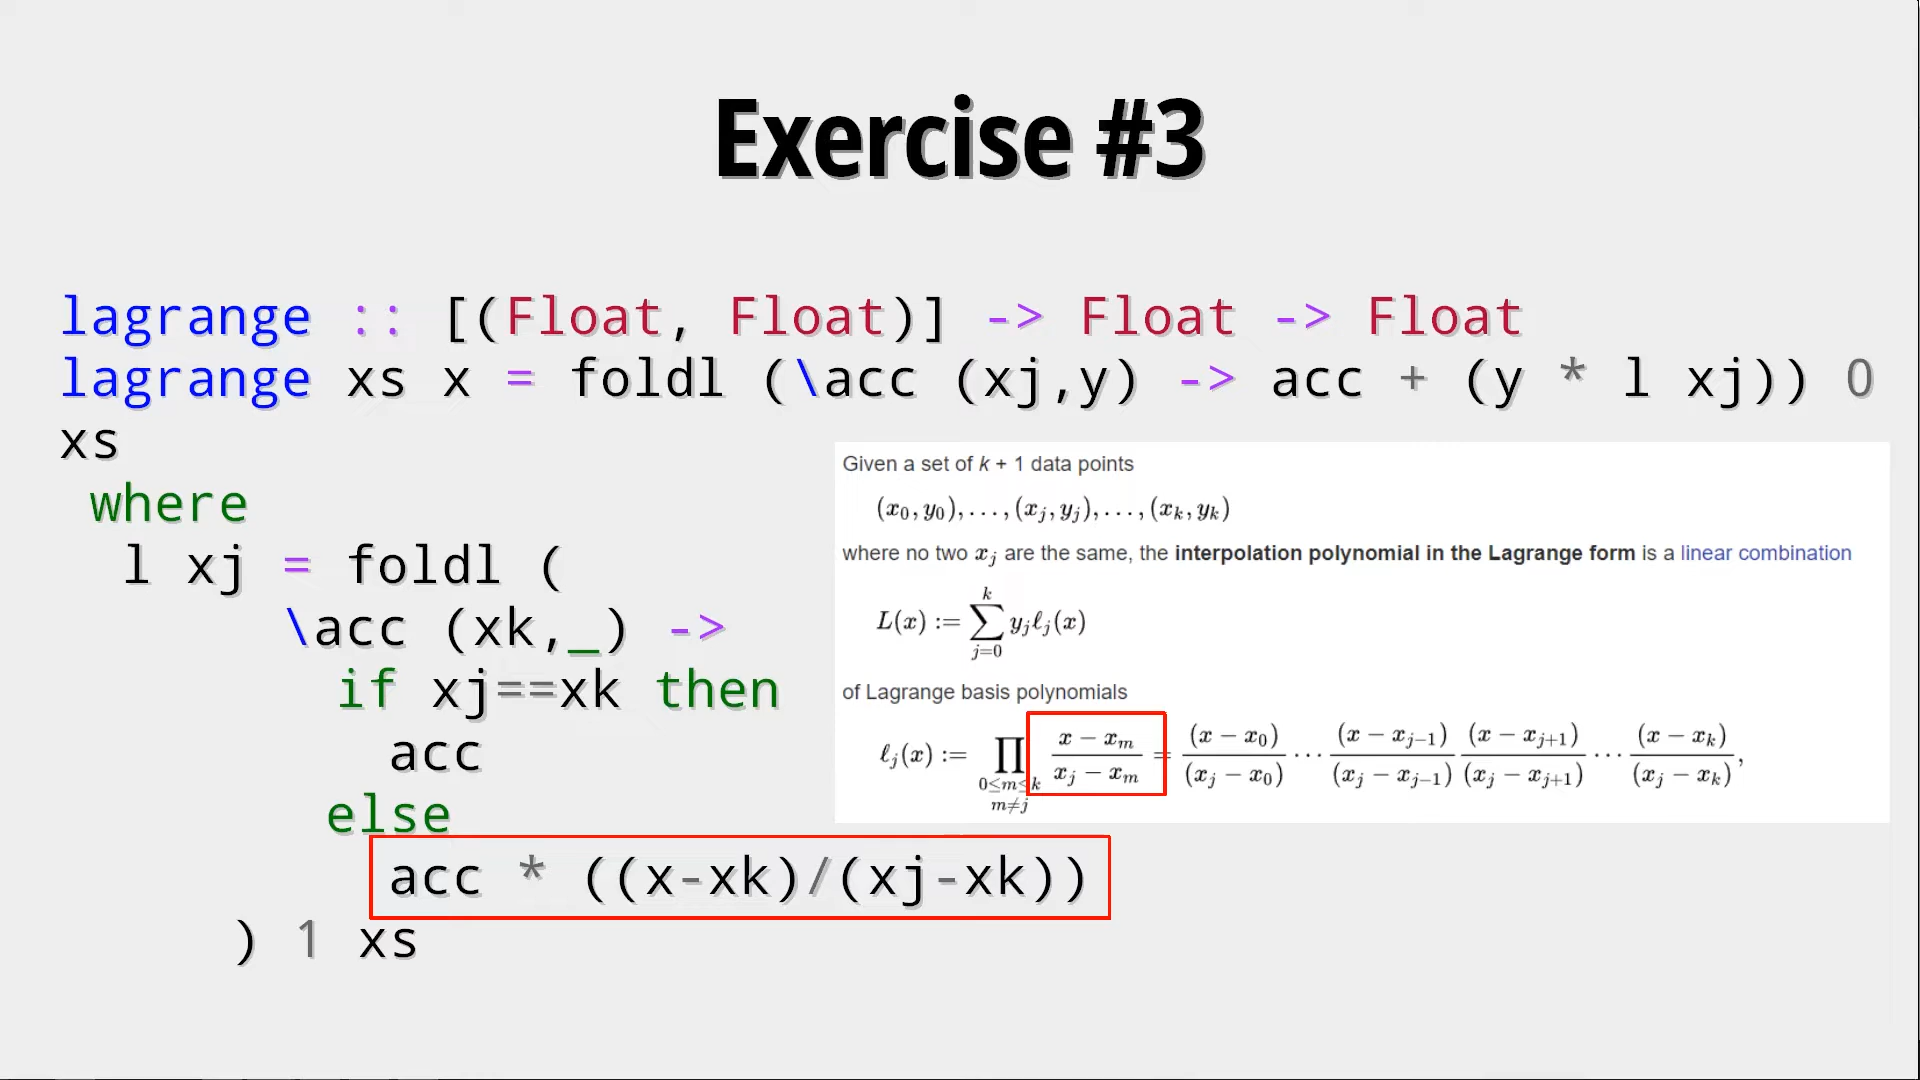 Exercise #3
lagrange :: [(Float, Float)] -> Float -> Float
lagrange xs x = foldl (\acc (xj,y) -> acc + (y * l xj)) 0
xs
where
l xj = foldl (
\acc (xk,_) ->
if xj==xk then
acc
else
acc * ((x-xk)/(xj-xk))
) 1 xs
Given a set of k + 1 data points
(x₀, y₀), . . . , (xⱼ, yⱼ), . . . , (xₖ, yₖ)
where no two xⱼ are the same, the interpolation polynomial in the Lagrange form is a linear combination
L(x) := ∑_{j=0}^{k} yⱼℓⱼ(x)
of Lagrange basis polynomials
ℓⱼ(x) := ∏_{0≤m≤k, m≠j} (x − xₘ)/(xⱼ − xₘ) = (x − x₀)/(xⱼ − x₀) ··· (x − xⱼ₋₁)/(xⱼ − xⱼ₋₁) (x − xⱼ₊₁)/(xⱼ − xⱼ₊₁) ··· (x − xₖ)/(xⱼ − xₖ),